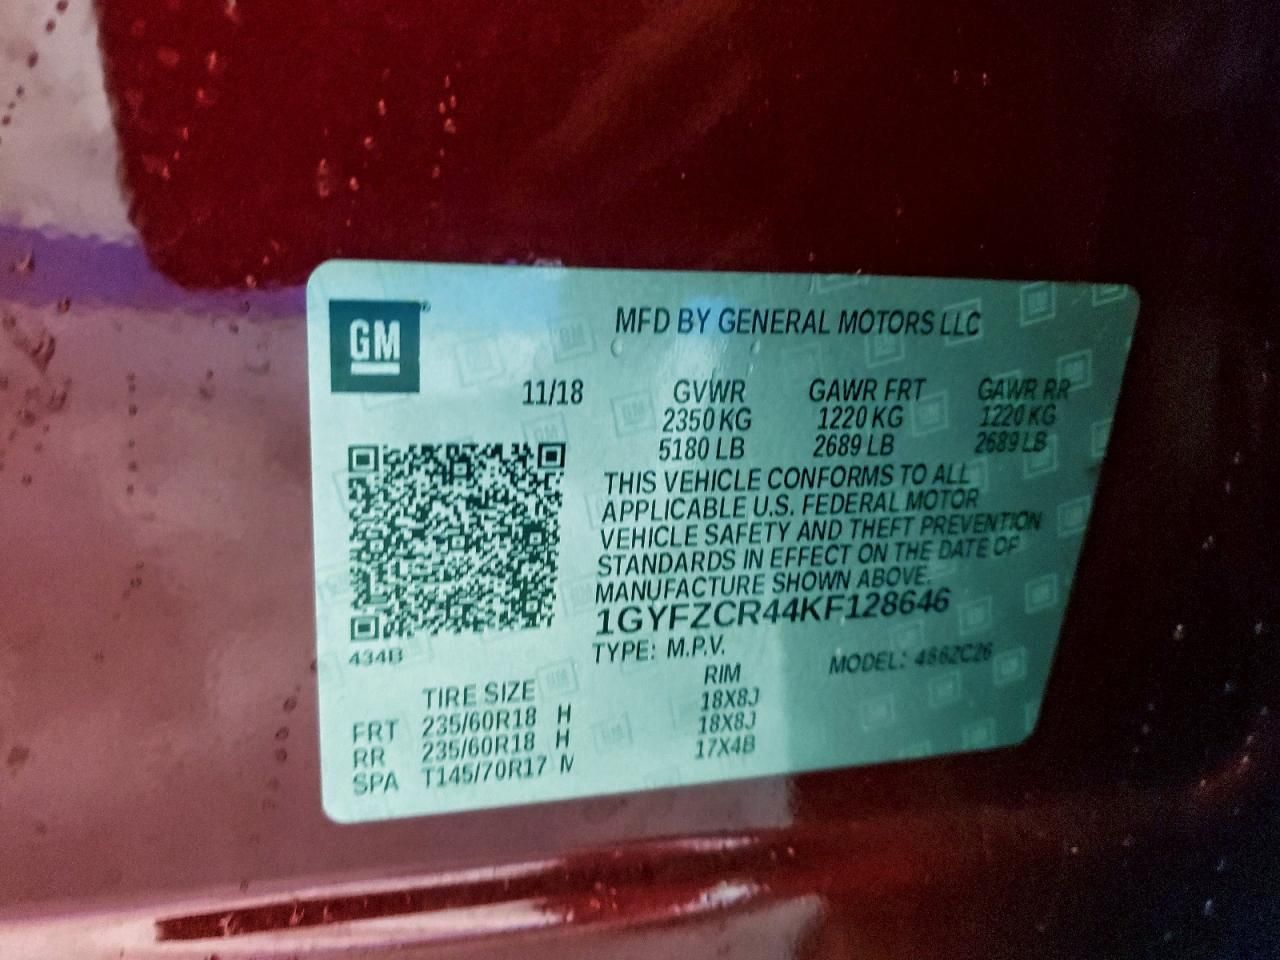 GM
MFD BY GENERAL MOTORS LLC
11/18 GVWR GAWR FRT GAWR RR
2350 KG 1220 KG 1220 KG
5180 LB 2689 LB 2689 LB
THIS VEHICLE CONFORMS TO ALL
APPLICABLE U.S. FEDERAL MOTOR
VEHICLE SAFETY AND THEFT PREVENTION
STANDARDS IN EFFECT ON THE DATE OF
MANUFACTURE SHOWN ABOVE.
1GYFZCR44KF128646
434B
TYPE: M.P.V. MODEL: 4862C26
TIRE SIZE RIM
FRT 235/60R18 H 18X8J
RR 235/60R18 H 18X8J
SPA T145/70R17 M 17X4B